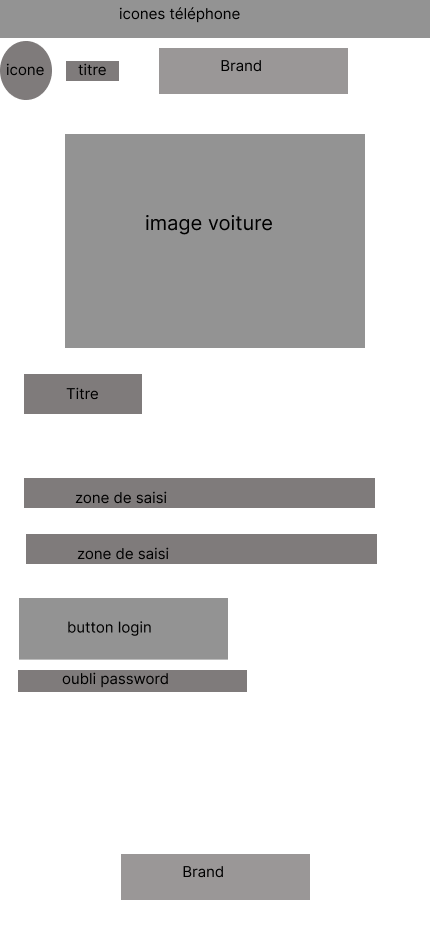 icones téléphone
icone
titre
Brand
image voiture
Titre
zone de saisi
zone de saisi
button login
oubli password
Brand